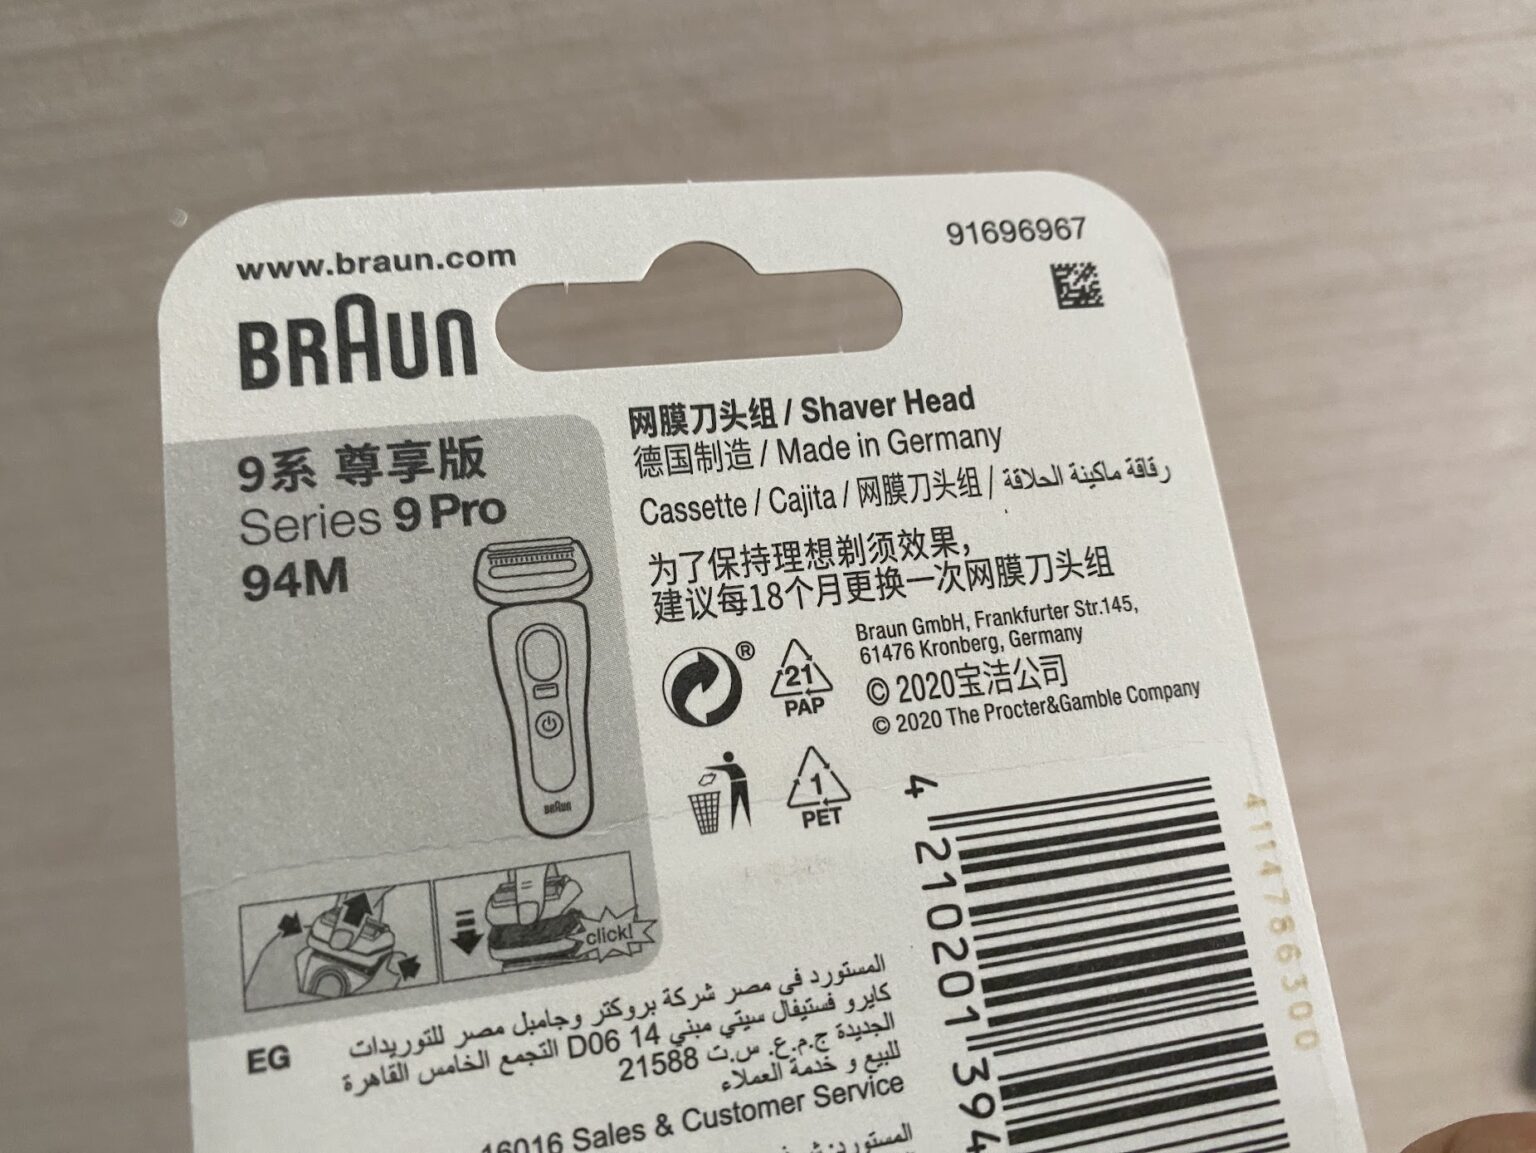 www.braun.com
BRAUN
91696967
9系 尊享版
Series 9 Pro
94M
网膜刀头组 / Shaver Head
德国制造 / Made in Germany
Cassette / Cajita / 网膜刀头组 / رقاقة ماكينة الحلاقة
为了保持理想剃须效果，
建议每18个月更换一次网膜刀头组
Braun GmbH, Frankfurter Str.145,
61476 Kronberg, Germany
© 2020宝洁公司
© 2020 The Procter&Gamble Company
®
21
PAP
1
PET
BRAUN
click!
EG
المستورد في مصر شركة بروكتر وجامبل مصر للتوريدات
كايرو فستيفال سيتي مبني 14 D06 التجمع الخامس القاهرة
الجديدة ج.م.ع. س.ت 21588
للبيع و خدمة العملاء
16016 Sales & Customer Service
المستورد:
4 210201 394
4114786300